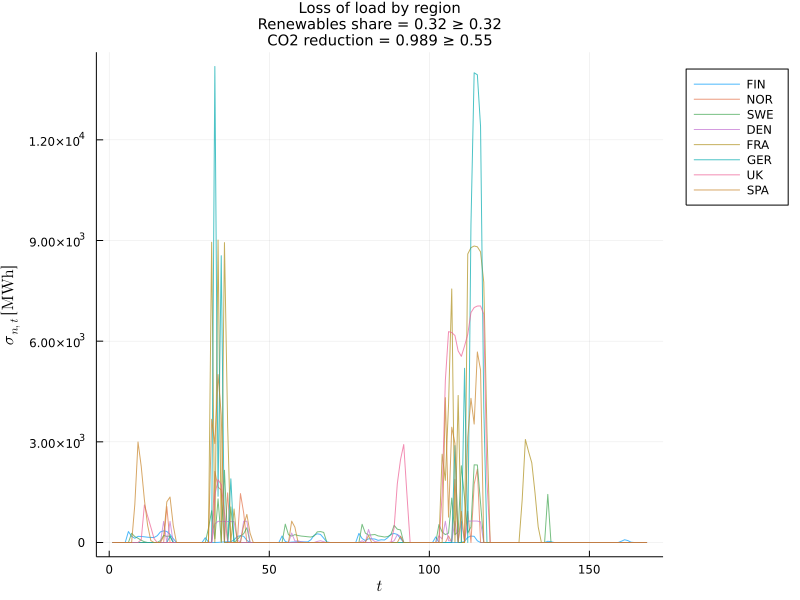 Loss of load by region
Renewables share = 0.32 ≥ 0.32
CO2 reduction = 0.989 ≥ 0.55
1.20×10⁴
9.00×10³
6.00×10³
3.00×10³
0
σ n,t [MWh]
0 50 100 150
t
FIN
NOR
SWE
DEN
FRA
GER
UK
SPA